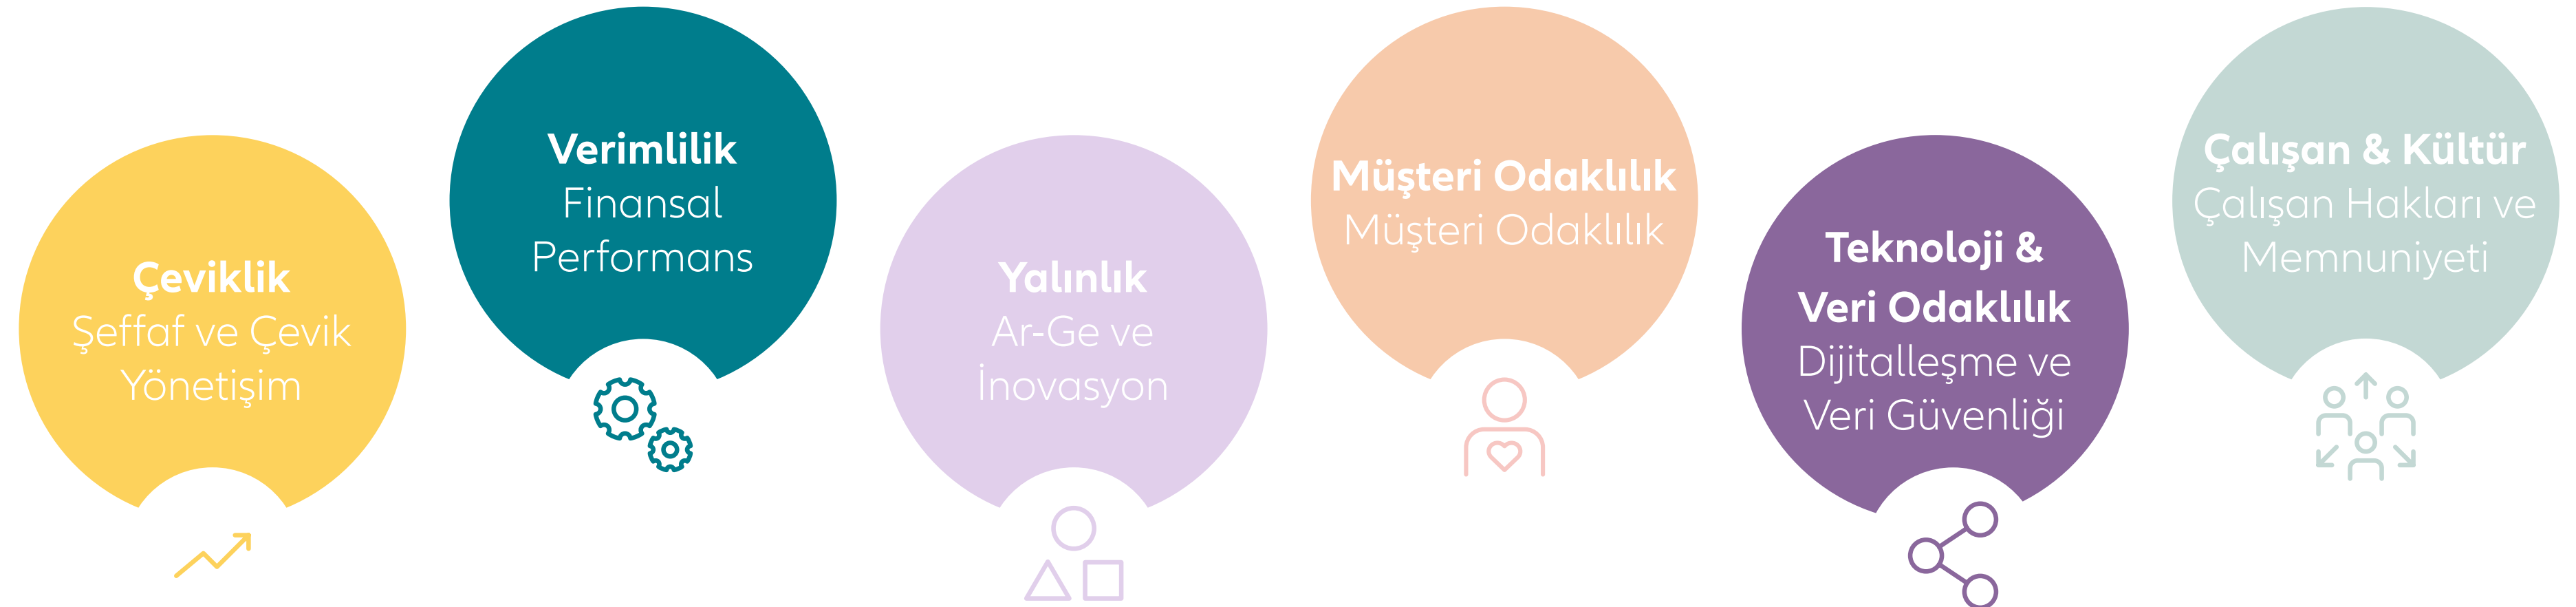 Çeviklik
Şeffaf ve Çevik
Yönetişim
Verimlilik
Finansal
Performans
Yalınlık
Ar-Ge ve
İnovasyon
Müşteri Odaklılık
Müşteri Odaklılık
Teknoloji &
Veri Odaklılık
Dijitalleşme ve
Veri Güvenliği
Çalışan & Kültür
Çalışan Hakları ve
Memnuniyeti